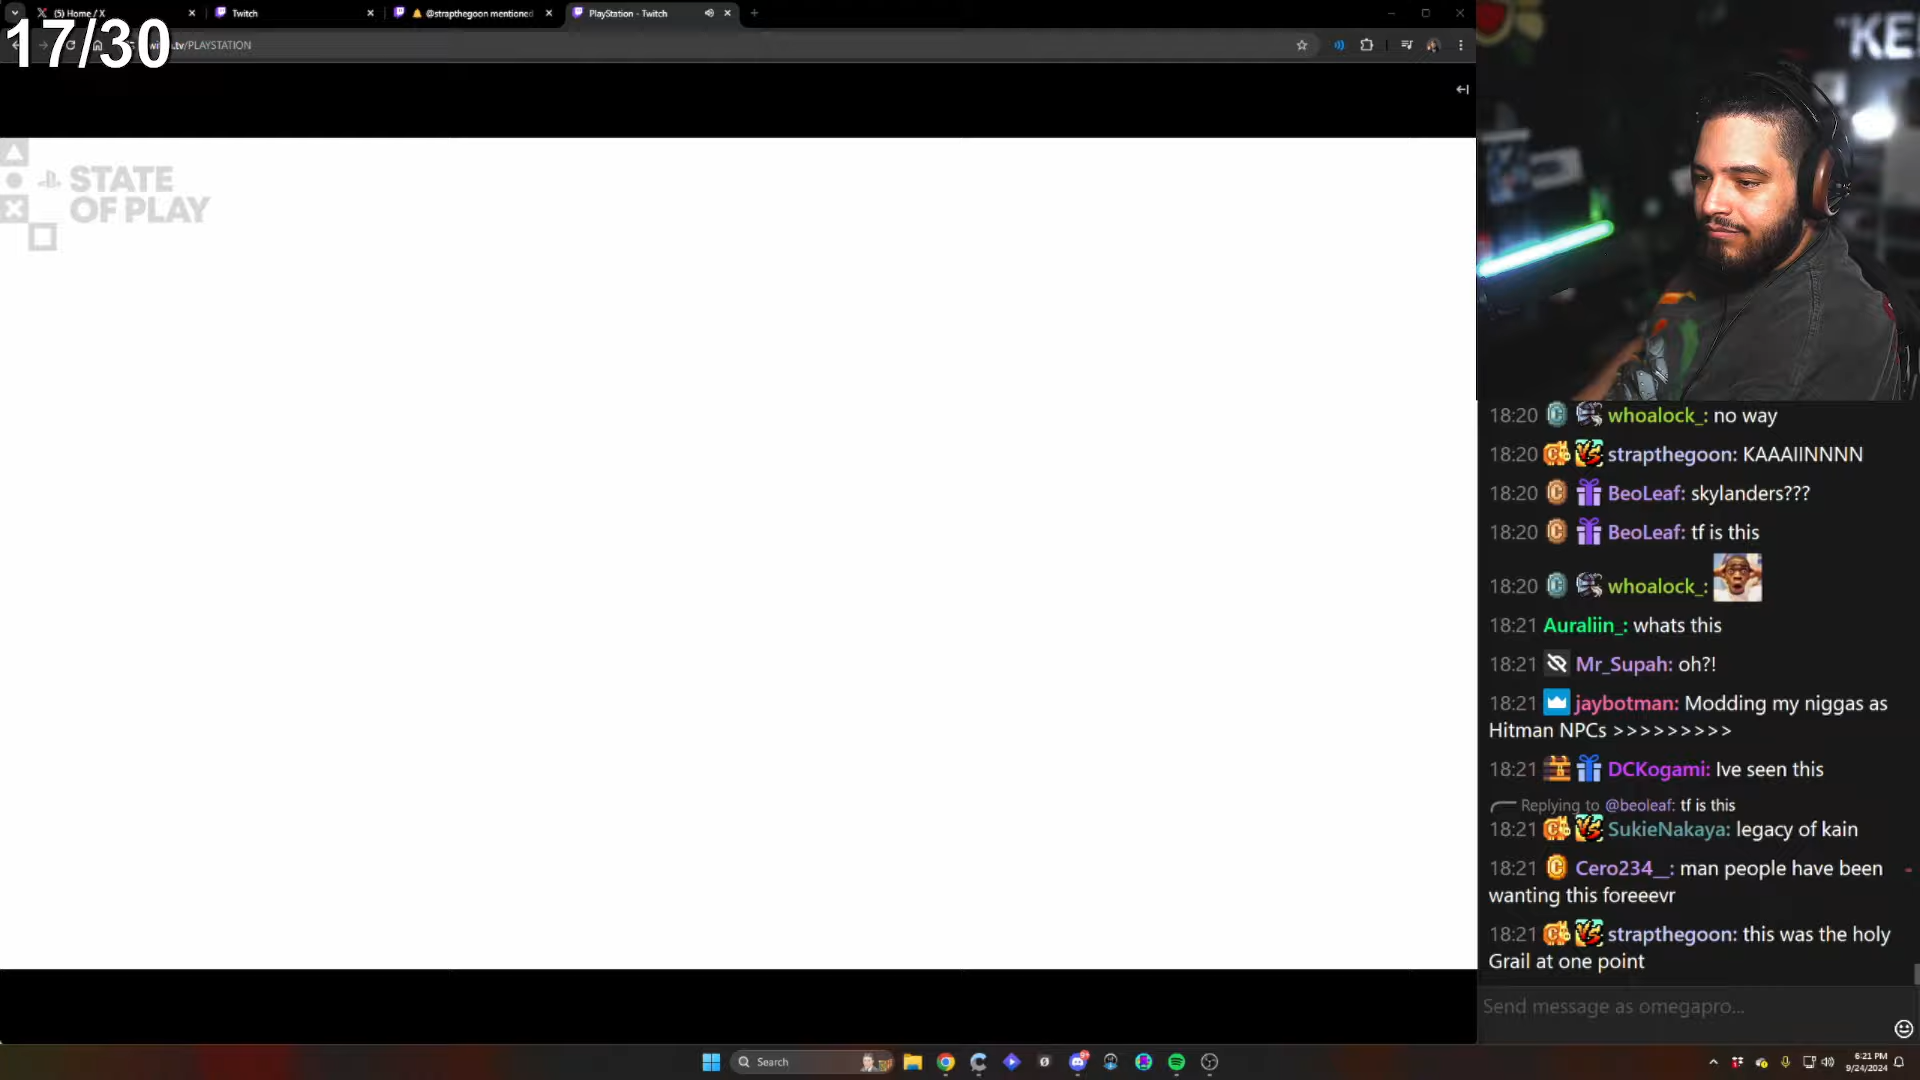 17/30
(5) Home / X
Twitch
@strapthegoon mentioned
PlayStation - Twitch
.tv/PLAYSTATION
"KE
STATE
OF PLAY
18:20 whoalock_: no way
18:20 strapthegoon: KAAAIINNNN
18:20 BeoLeaf: skylanders???
18:20 BeoLeaf: tf is this
18:20 whoalock_:
18:21 Auraliin_: whats this
18:21 Mr_Supah: oh?!
18:21 jaybotman: Modding my niggas as
Hitman NPCs >>>>>>>>>
18:21 DCKogami: Ive seen this
Replying to @beoleaf: tf is this
18:21 SukieNakaya: legacy of kain
18:21 Cero234__: man people have been
wanting this foreeevr
18:21 strapthegoon: this was the holy
Grail at one point
Send message as omegapro...
Search
6:21 PM
9/24/2024